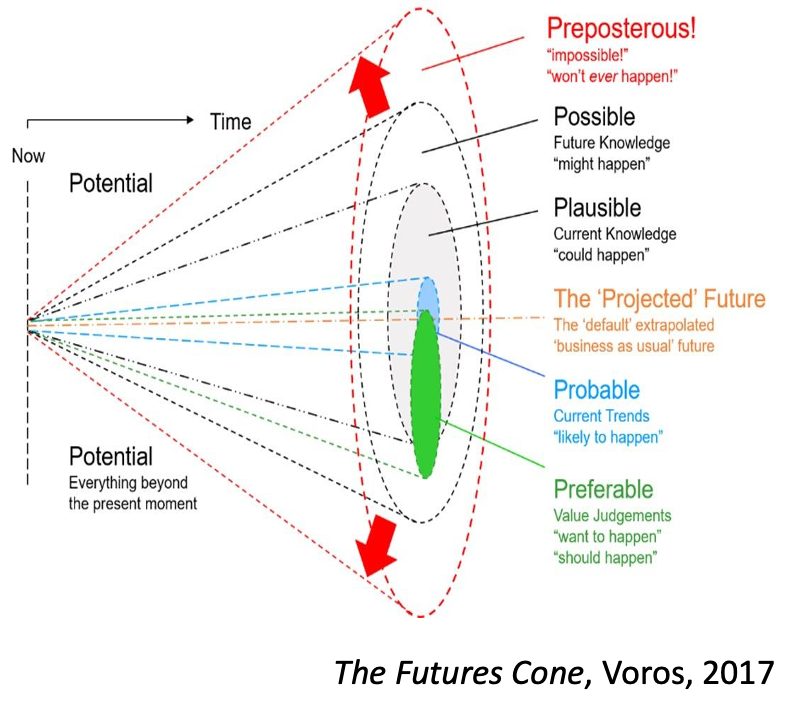 Preposterous!
“impossible!”
“won’t ever happen!”
Time
Now
Potential
Possible
Future Knowledge
“might happen”
Plausible
Current Knowledge
“could happen”
The ‘Projected’ Future
The ‘default’ extrapolated
‘business as usual’ future
Probable
Current Trends
“likely to happen”
Potential
Everything beyond
the present moment
Preferable
Value Judgements
“want to happen”
“should happen”
The Futures Cone, Voros, 2017